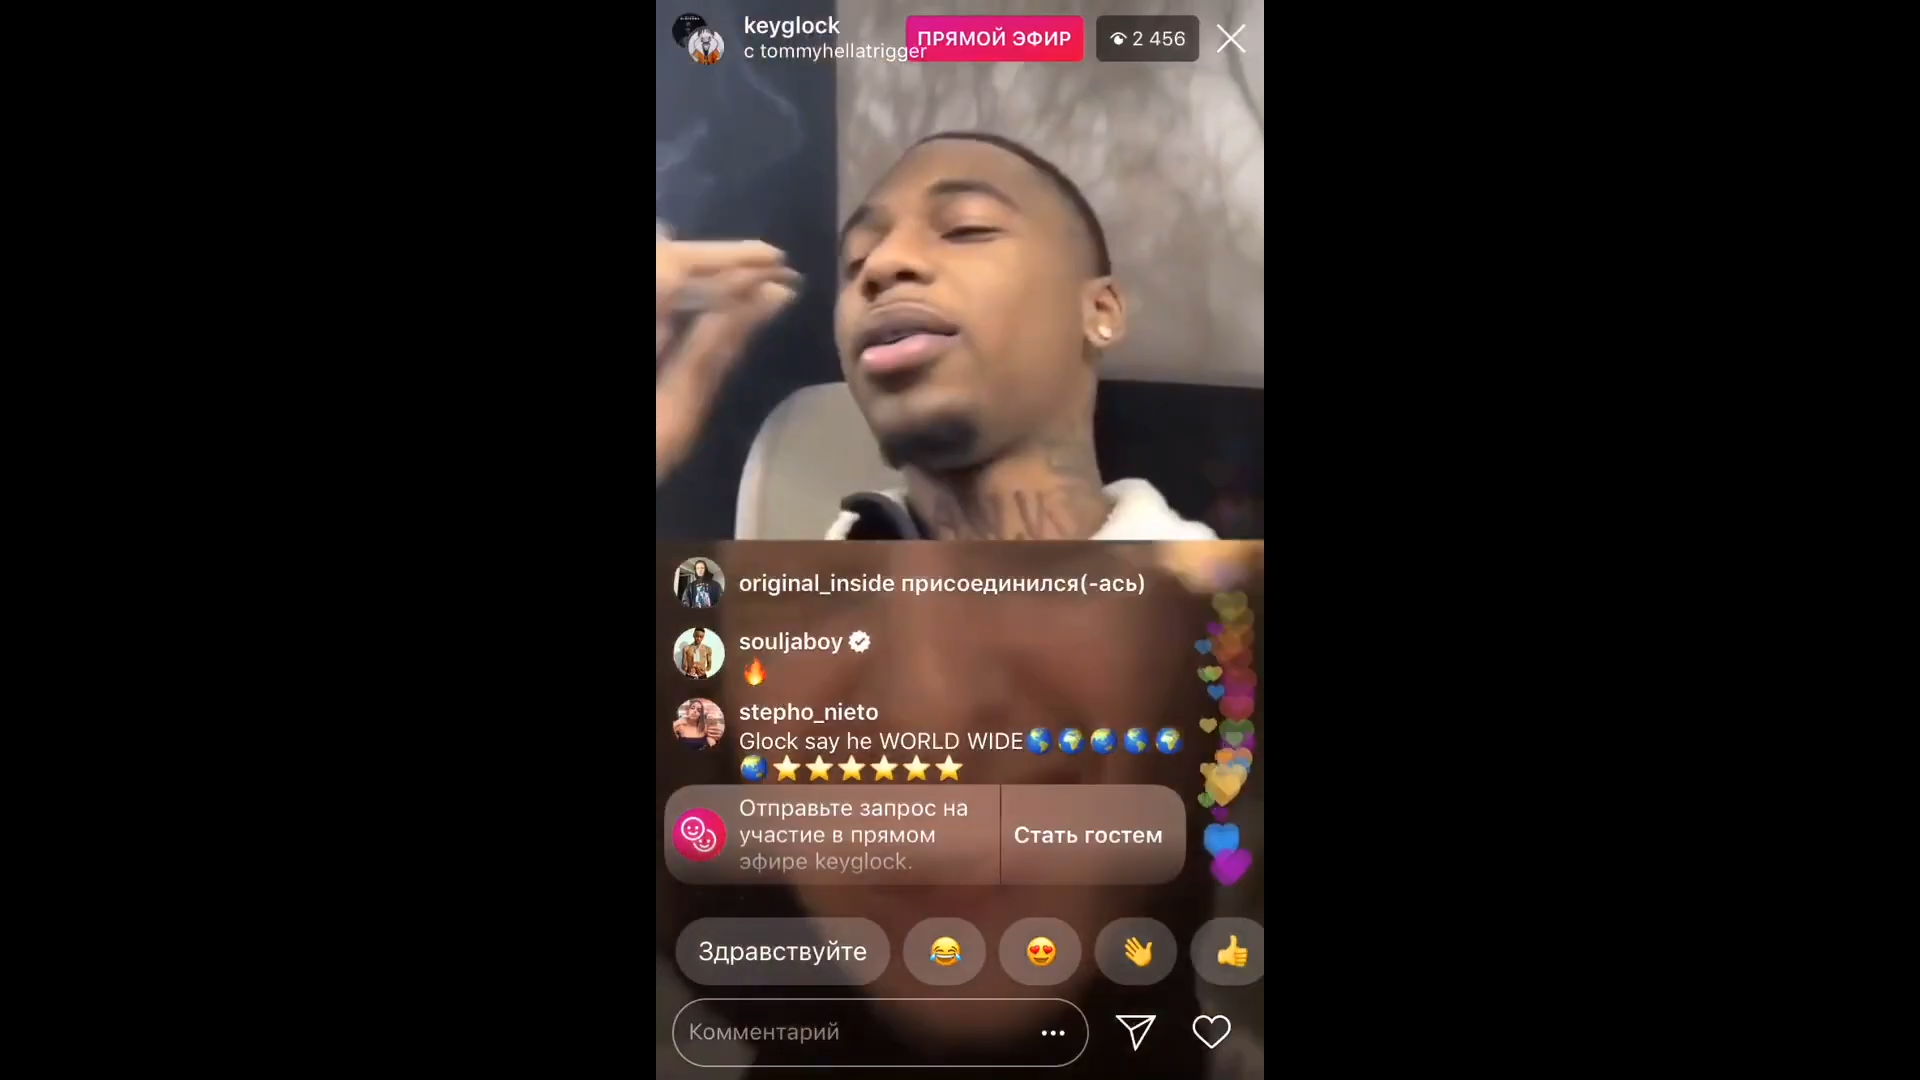 keyglock
с tommyhellatrigger
ПРЯМОЙ ЭФИР
2 456
original_inside присоединился(-ась)
souljaboy
🔥
stepho_nieto
Glock say he WORLD WIDE🌎🌍🌏🌎🌍
🌏⭐⭐⭐⭐⭐⭐
Отправьте запрос на
участие в прямом
эфире keyglock.
Стать гостем
Здравствуйте
😂 😍 👋 👍
Комментарий